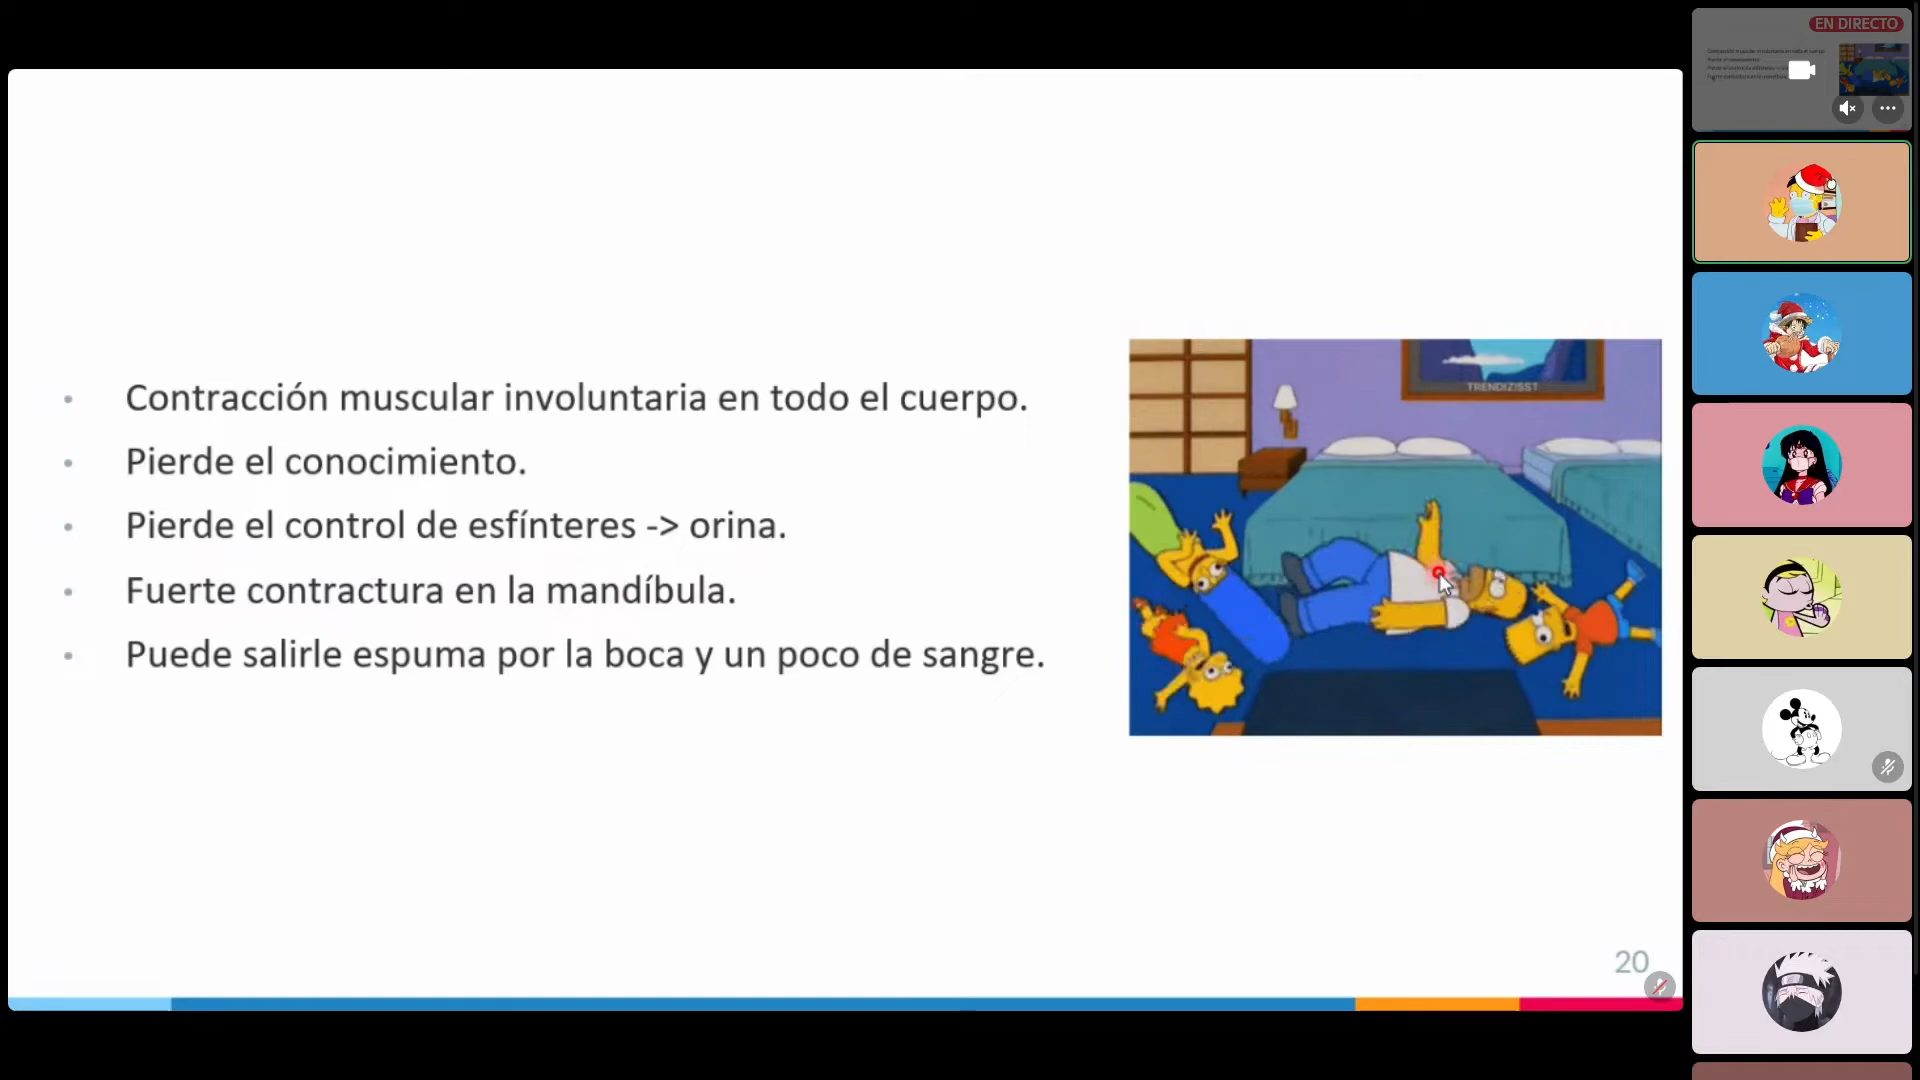 EN DIRECTO
Contracción muscular involuntaria en todo el cuerpo.
Pierde el conocimiento.
Pierde el control de esfínteres -> orina.
Fuerte contractura en la mandíbula.
Puede salirle espuma por la boca y un poco de sangre.
TRENDIZISST
20